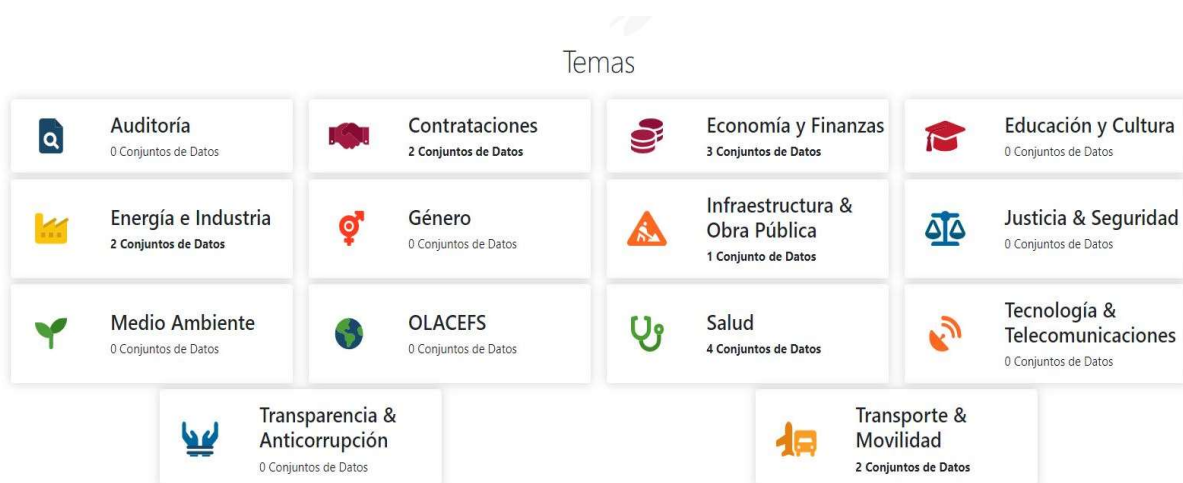 Temas
Auditoría
0 Conjuntos de Datos
Contrataciones
2 Conjuntos de Datos
Economía y Finanzas
3 Conjuntos de Datos
Educación y Cultura
0 Conjuntos de Datos
Energía e Industria
2 Conjuntos de Datos
Género
0 Conjuntos de Datos
Infraestructura &
Obra Pública
1 Conjunto de Datos
Justicia & Seguridad
0 Conjuntos de Datos
Medio Ambiente
0 Conjuntos de Datos
OLACEFS
0 Conjuntos de Datos
Salud
4 Conjuntos de Datos
Tecnología &
Telecomunicaciones
0 Conjuntos de Datos
Transparencia &
Anticorrupción
0 Conjuntos de Datos
Transporte &
Movilidad
2 Conjuntos de Datos